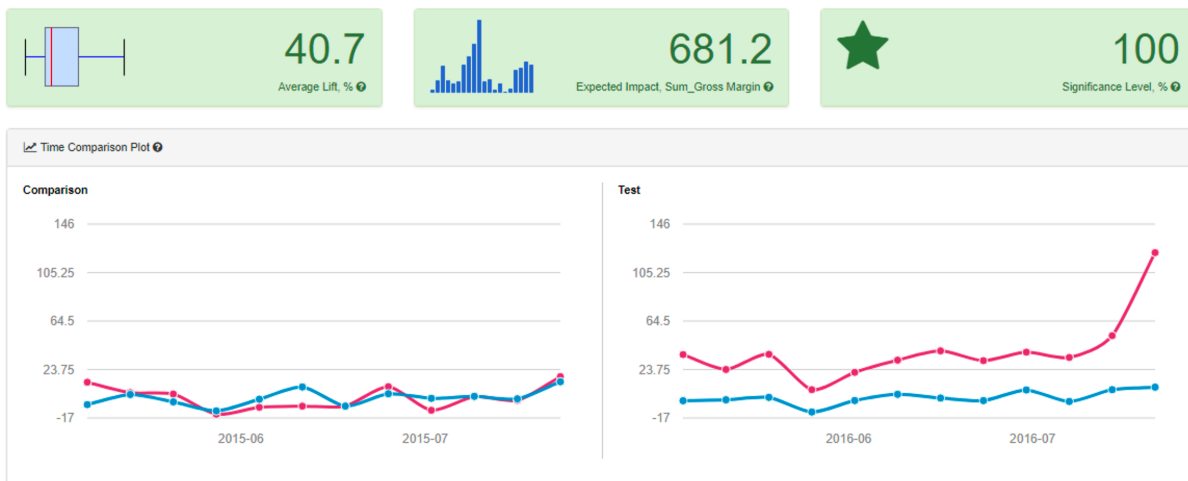 40.7
Average Lift, %
681.2
Expected Impact, Sum_Gross Margin
100
Significance Level, %
Time Comparison Plot
Comparison
146
105.25
64.5
23.75
-17
2015-06 2015-07
Test
146
105.25
64.5
23.75
-17
2016-06 2016-07